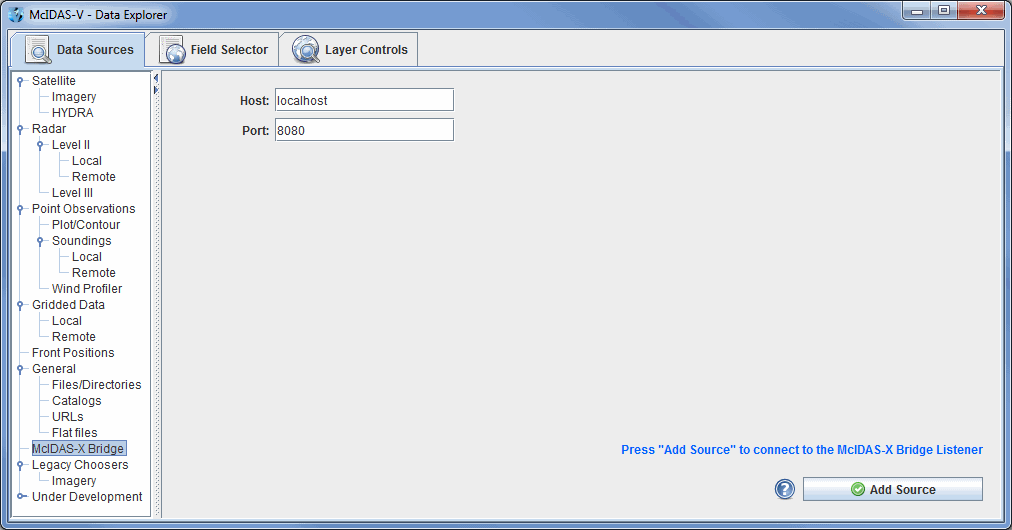 McIDAS-V - Data Explorer
Data Sources
Field Selector
Layer Controls
Satellite
Imagery
HYDRA
Radar
Level II
Local
Remote
Level III
Point Observations
Plot/Contour
Soundings
Local
Remote
Wind Profiler
Gridded Data
Local
Remote
Front Positions
General
Files/Directories
Catalogs
URLs
Flat files
McIDAS-X Bridge
Legacy Choosers
Imagery
Under Development
Host: localhost
Port: 8080
Press "Add Source" to connect to the McIDAS-X Bridge Listener
? Add Source